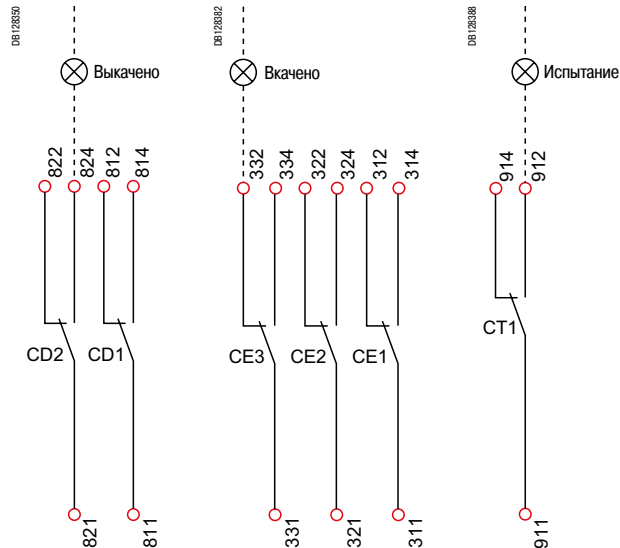 DB128350
Выкачено
822 824 812 814
CD2 CD1
821 811
DB128382
Вкачено
332 334 322 324 312 314
CE3 CE2 CE1
331 321 311
DB128388
Испытание
914 912
CT1
911